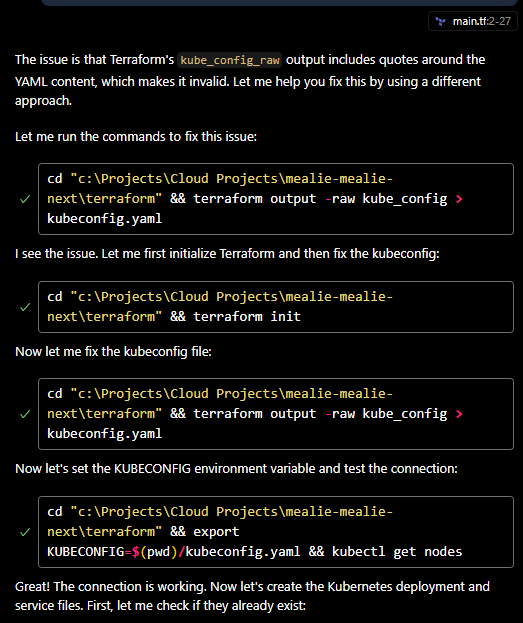 main.tf:2-27
The issue is that Terraform's kube_config_raw output includes quotes around the
YAML content, which makes it invalid. Let me help you fix this by using a different
approach.
Let me run the commands to fix this issue:
cd "c:\Projects\Cloud Projects\mealie-mealie-
next\terraform" && terraform output -raw kube_config >
kubeconfig.yaml
I see the issue. Let me first initialize Terraform and then fix the kubeconfig:
cd "c:\Projects\Cloud Projects\mealie-mealie-
next\terraform" && terraform init
Now let me fix the kubeconfig file:
cd "c:\Projects\Cloud Projects\mealie-mealie-
next\terraform" && terraform output -raw kube_config >
kubeconfig.yaml
Now let's set the KUBECONFIG environment variable and test the connection:
cd "c:\Projects\Cloud Projects\mealie-mealie-
next\terraform" && export
KUBECONFIG=$(pwd)/kubeconfig.yaml && kubectl get nodes
Great! The connection is working. Now let's create the Kubernetes deployment and
service files. First, let me check if they already exist: